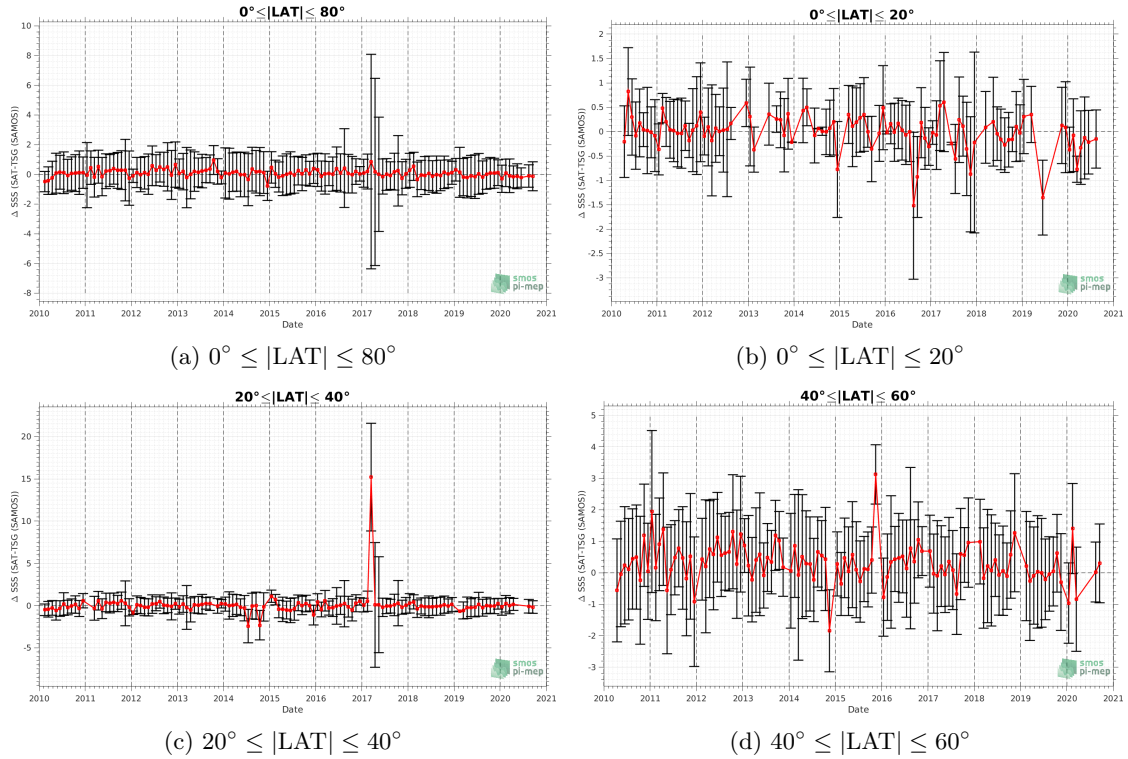 0°≤|LAT|≤ 80°
Δ SSS (SAT-TSG (SAMOS))
10
8
6
4
2
0
-2
-4
-6
-8
2010 2011 2012 2013 2014 2015 2016 2017 2018 2019 2020 2021
Date
smos
pi-mep
(a) 0° ≤ |LAT| ≤ 80°
0°≤|LAT|≤ 20°
Δ SSS (SAT-TSG (SAMOS))
2
1.5
1
0.5
0
-0.5
-1
-1.5
-2
-2.5
-3
2010 2011 2012 2013 2014 2015 2016 2017 2018 2019 2020 2021
Date
smos
pi-mep
(b) 0° ≤ |LAT| ≤ 20°
20°≤|LAT|≤ 40°
Δ SSS (SAT-TSG (SAMOS))
20
15
10
5
0
-5
2010 2011 2012 2013 2014 2015 2016 2017 2018 2019 2020 2021
Date
smos
pi-mep
(c) 20° ≤ |LAT| ≤ 40°
40°≤|LAT|≤ 60°
Δ SSS (SAT-TSG (SAMOS))
5
4
3
2
1
0
-1
-2
-3
2010 2011 2012 2013 2014 2015 2016 2017 2018 2019 2020 2021
Date
smos
pi-mep
(d) 40° ≤ |LAT| ≤ 60°